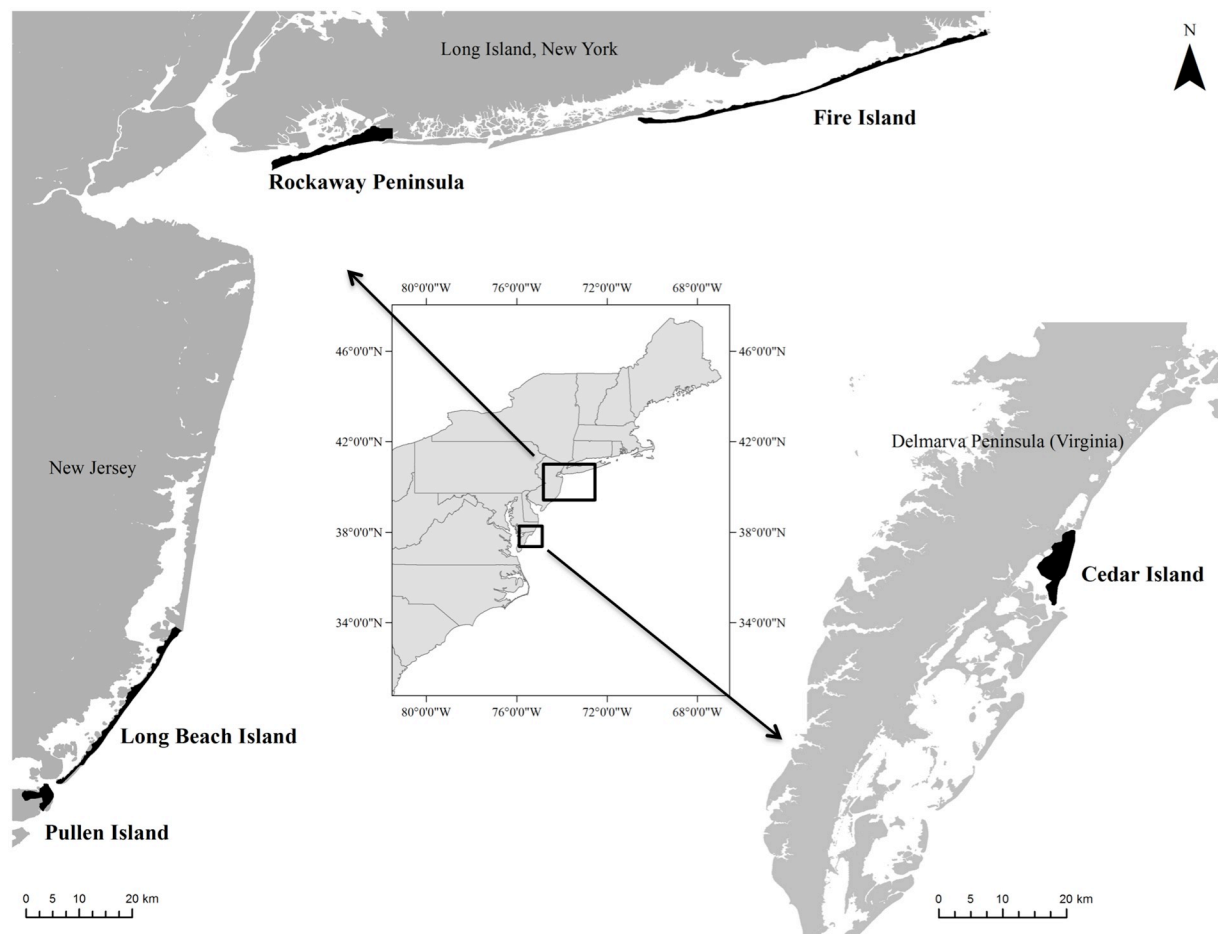 Long Island, New York
N
Fire Island
Rockaway Peninsula
80°0'0"W 76°0'0"W 72°0'0"W 68°0'0"W
46°0'0"N 46°0'0"N
42°0'0"N 42°0'0"N
Delmarva Peninsula (Virginia)
New Jersey
38°0'0"N 38°0'0"N
Cedar Island
34°0'0"N 34°0'0"N
80°0'0"W 76°0'0"W 72°0'0"W 68°0'0"W
Long Beach Island
Pullen Island
0 5 10 20 km
0 5 10 20 km